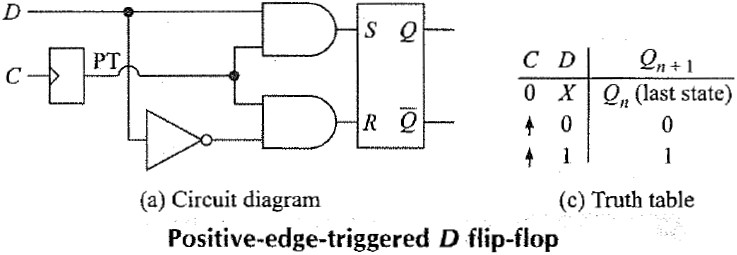 D
S Q
PT
C
R Q̅
C D Qn + 1
0 X Qn (last state)
↑ 0 0
↑ 1 1
(a) Circuit diagram
(c) Truth table
Positive-edge-triggered D flip-flop